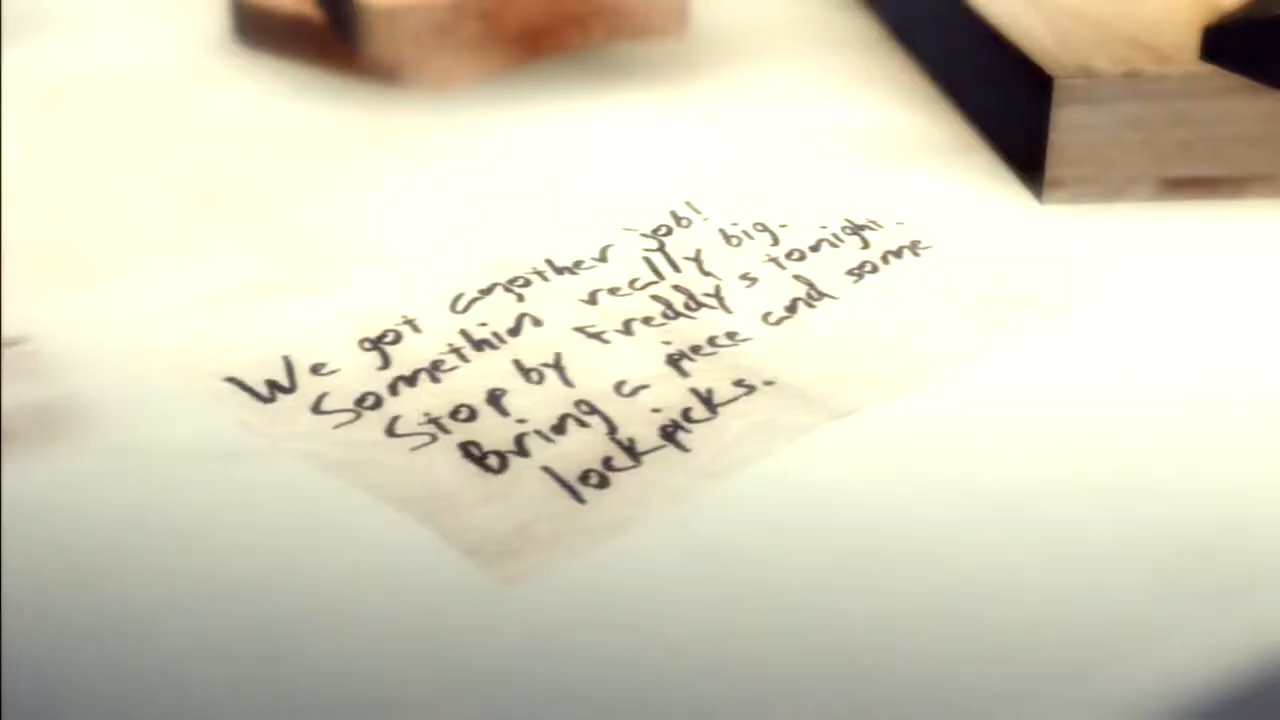 We got another job!
Somethin really big.
Stop by Freddy s tonight.
Bring a piece and some
lockpicks.